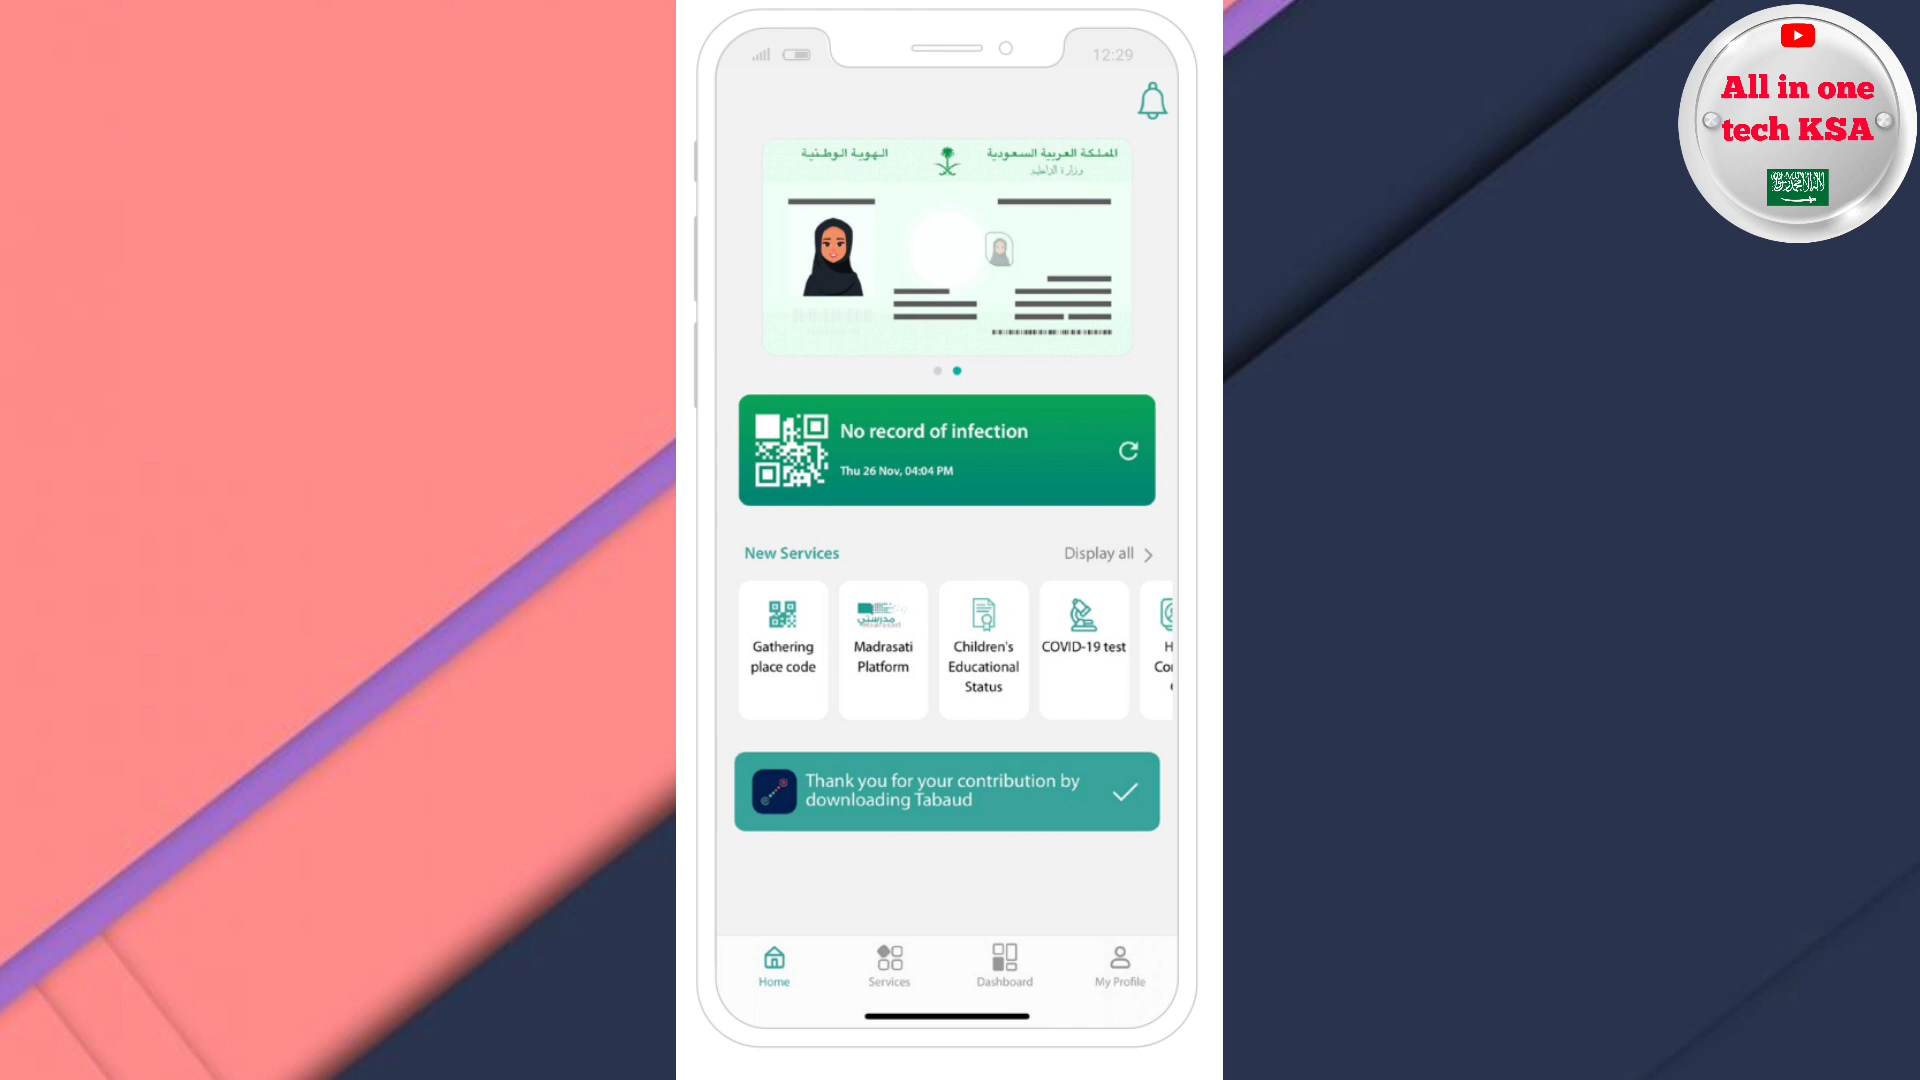 12:29
All in one
tech KSA
المملكة العربية السعودية
الهوية الوطنية
وزارة الداخلية
No record of infection
Thu 26 Nov, 04:04 PM
New Services
Display all
Gathering
place code
مدرستي
Madrasati
Platform
Children's
Educational
Status
COVID-19 test
Thank you for your contribution by
downloading Tabaud
Home
Services
Dashboard
My Profile